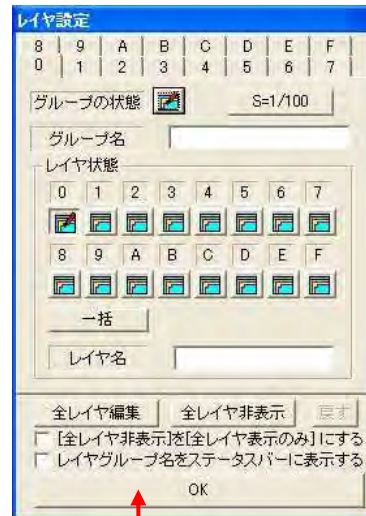 レイヤ設定
8 9 A B C D E F
0 1 2 3 4 5 6 7
グループの状態 S=1/100
グループ名
レイヤ状態
0 1 2 3 4 5 6 7
8 9 A B C D E F
一括
レイヤ名
全レイヤ編集 全レイヤ非表示 戻す
[全レイヤ非表示]を[全レイヤ表示のみ]にする
レイヤグループ名をステータスバーに表示する
OK